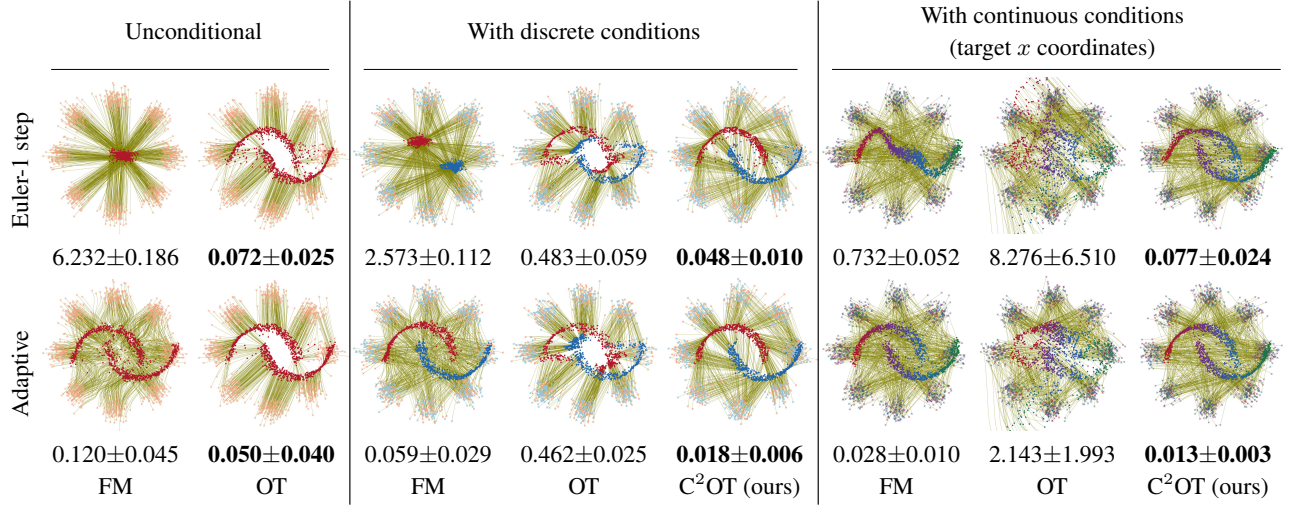 Unconditional
With discrete conditions
With continuous conditions
(target x coordinates)
Euler-1 step
6.232±0.186 0.072±0.025 2.573±0.112 0.483±0.059 0.048±0.010 0.732±0.052 8.276±6.510 0.077±0.024
Adaptive
0.120±0.045 0.050±0.040 0.059±0.029 0.462±0.025 0.018±0.006 0.028±0.010 2.143±1.993 0.013±0.003
FM OT FM OT C²OT (ours) FM OT C²OT (ours)